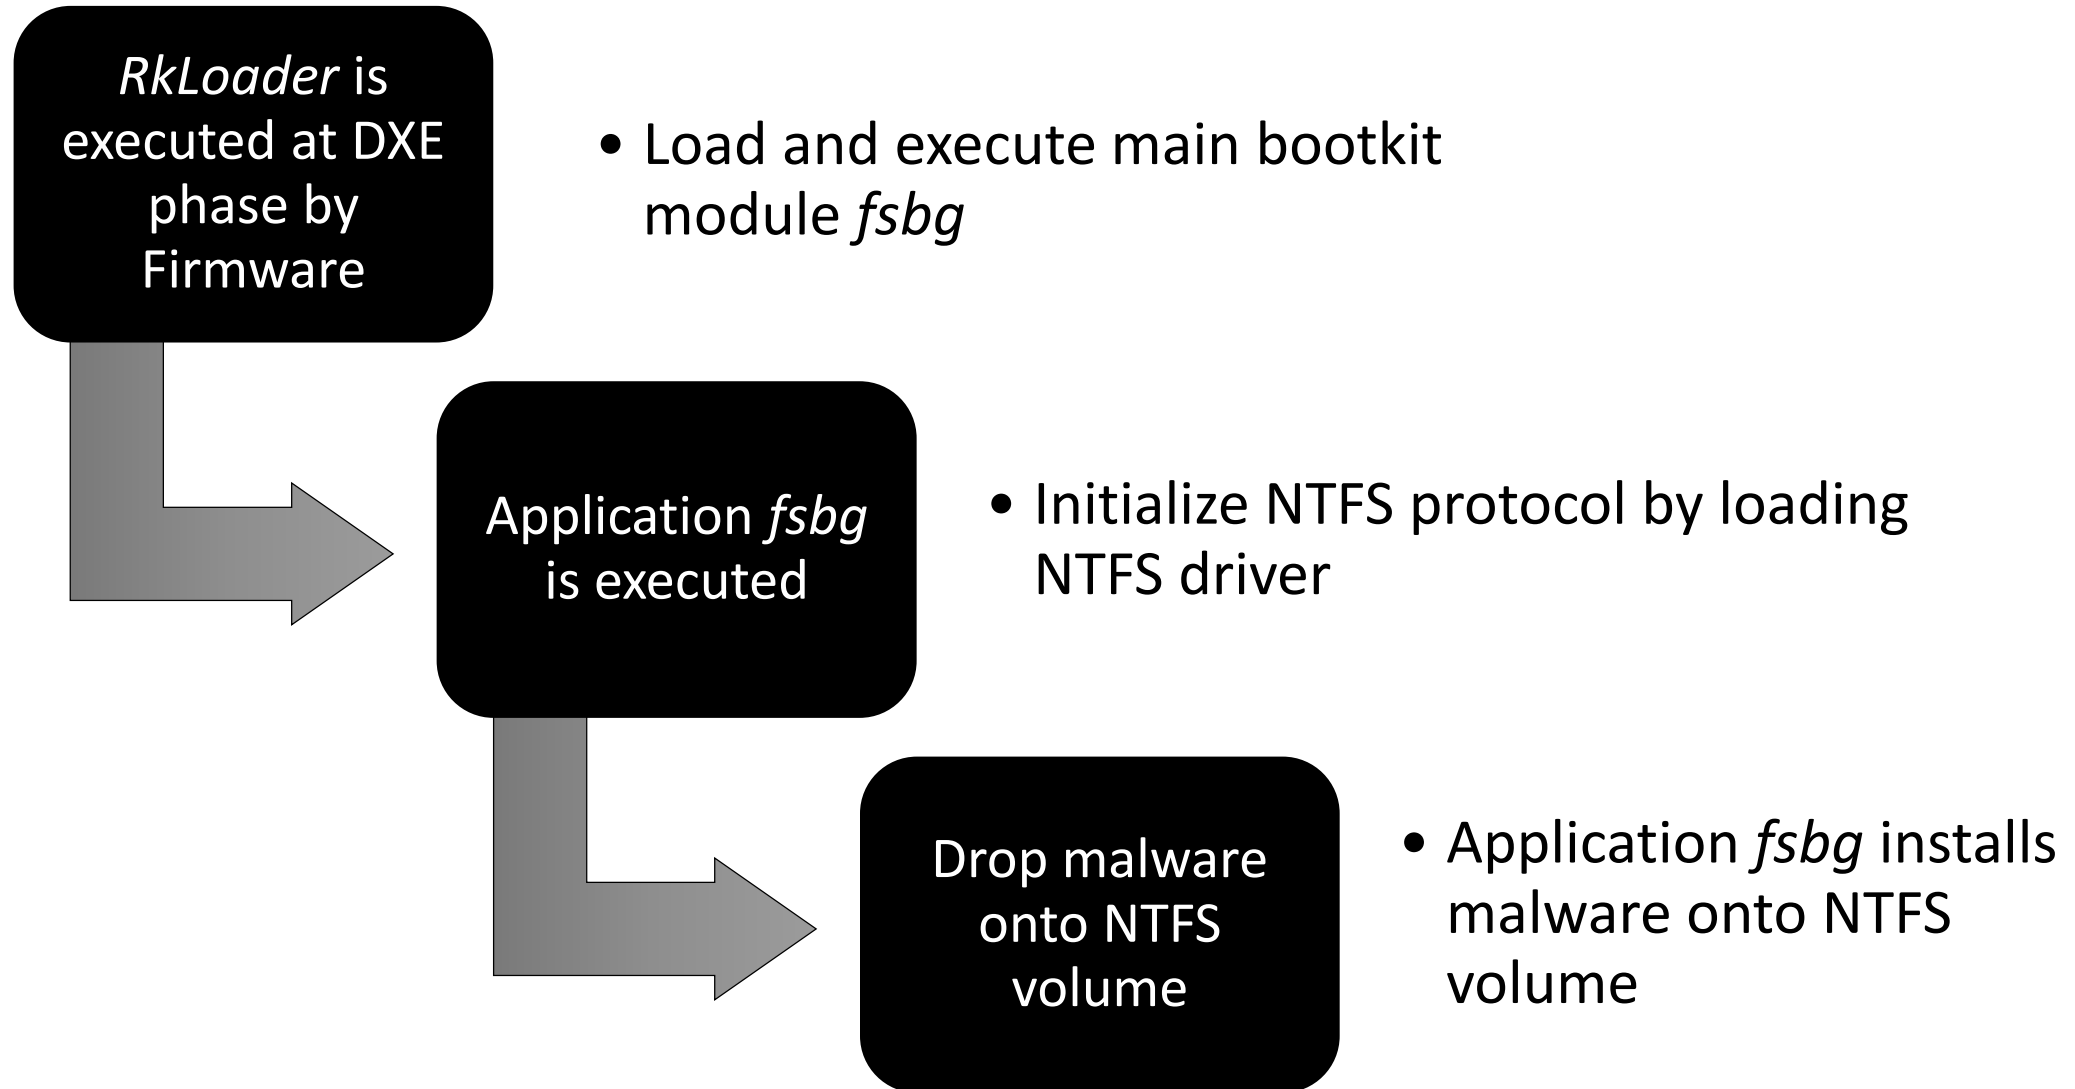 RkLoader is
executed at DXE
phase by
Firmware
• Load and execute main bootkit
module fsbg
Application fsbg
is executed
• Initialize NTFS protocol by loading
NTFS driver
Drop malware
onto NTFS
volume
• Application fsbg installs
malware onto NTFS
volume